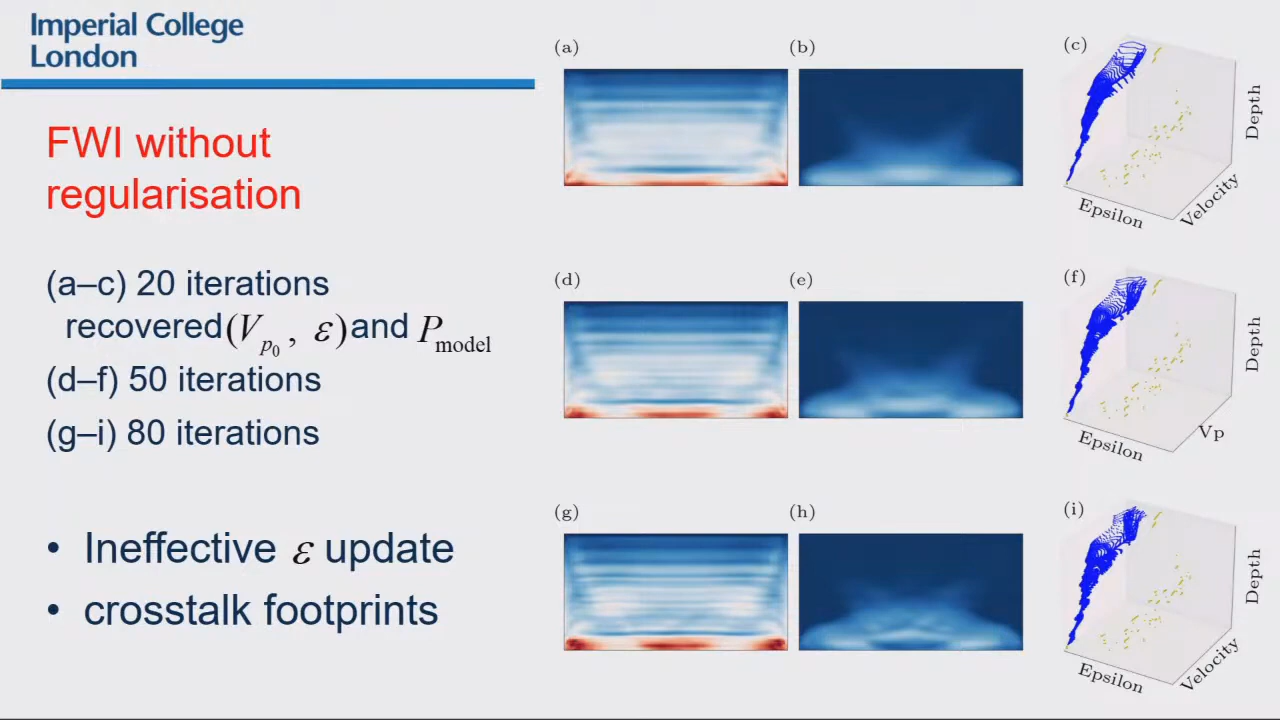 Imperial College
London
FWI without
regularisation
(a–c) 20 iterations
recovered (Vp0 , ε) and Pmodel
(d–f) 50 iterations
(g–i) 80 iterations
• Ineffective ε update
• crosstalk footprints
(a)
(b)
(c)
Depth
Velocity
Epsilon
(d)
(e)
(f)
Depth
Vp
Epsilon
(g)
(h)
(i)
Depth
Velocity
Epsilon